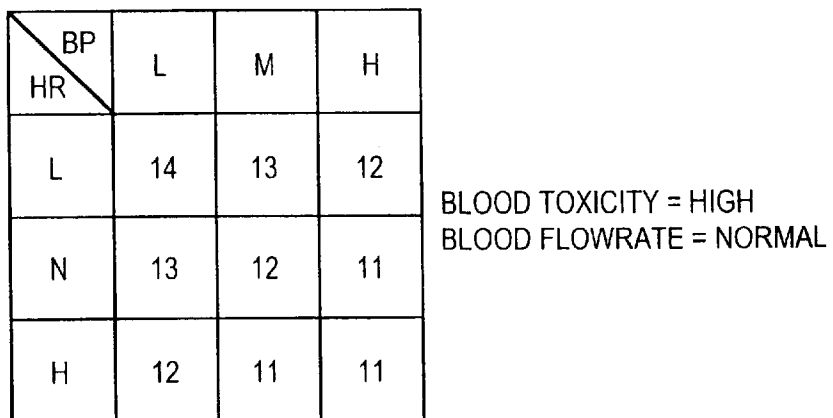 BP
HR
L M H
L 14 13 12
BLOOD TOXICITY = HIGH
BLOOD FLOWRATE = NORMAL
N 13 12 11
H 12 11 11